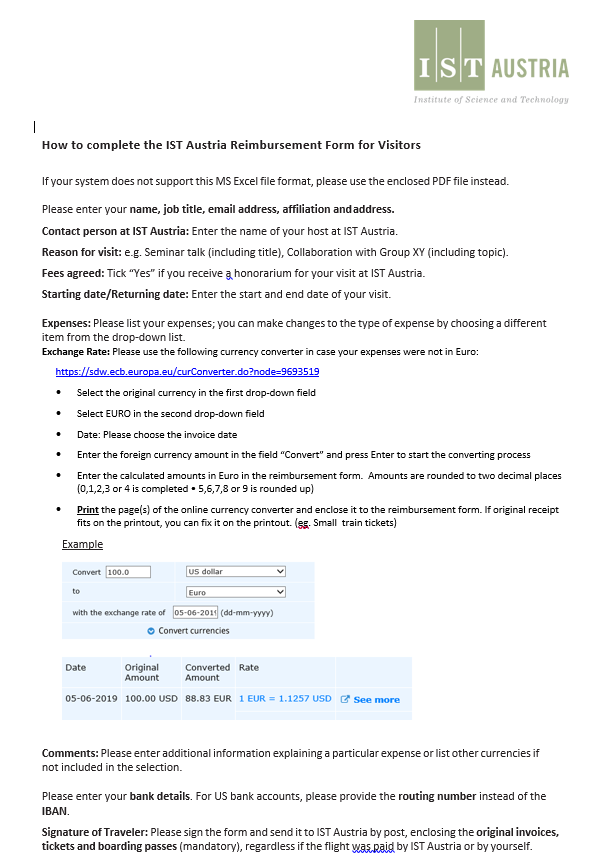 IST AUSTRIA
Institute of Science and Technology
How to complete the IST Austria Reimbursement Form for Visitors
If your system does not support this MS Excel file format, please use the enclosed PDF file instead.
Please enter your name, job title, email address, affiliation and address.
Contact person at IST Austria: Enter the name of your host at IST Austria.
Reason for visit: e.g. Seminar talk (including title), Collaboration with Group XY (including topic).
Fees agreed: Tick “Yes” if you receive a honorarium for your visit at IST Austria.
Starting date/Returning date: Enter the start and end date of your visit.
Expenses: Please list your expenses; you can make changes to the type of expense by choosing a different
item from the drop-down list.
Exchange Rate: Please use the following currency converter in case your expenses were not in Euro:
https://sdw.ecb.europa.eu/curConverter.do?node=9693519
• Select the original currency in the first drop-down field
• Select EURO in the second drop-down field
• Date: Please choose the invoice date
• Enter the foreign currency amount in the field “Convert” and press Enter to start the converting process
• Enter the calculated amounts in Euro in the reimbursement form. Amounts are rounded to two decimal places
(0,1,2,3 or 4 is completed • 5,6,7,8 or 9 is rounded up)
• Print the page(s) of the online currency converter and enclose it to the reimbursement form. If original receipt
fits on the printout, you can fix it on the printout. (eg. Small train tickets)
Example
Convert 100.0 US dollar
to Euro
with the exchange rate of 05-06-2019 (dd-mm-yyyy)
Convert currencies
Date Original Converted Rate
Amount Amount
05-06-2019 100.00 USD 88.83 EUR 1 EUR = 1.1257 USD See more
Comments: Please enter additional information explaining a particular expense or list other currencies if
not included in the selection.
Please enter your bank details. For US bank accounts, please provide the routing number instead of the
IBAN.
Signature of Traveler: Please sign the form and send it to IST Austria by post, enclosing the original invoices,
tickets and boarding passes (mandatory), regardless if the flight was paid by IST Austria or by yourself.